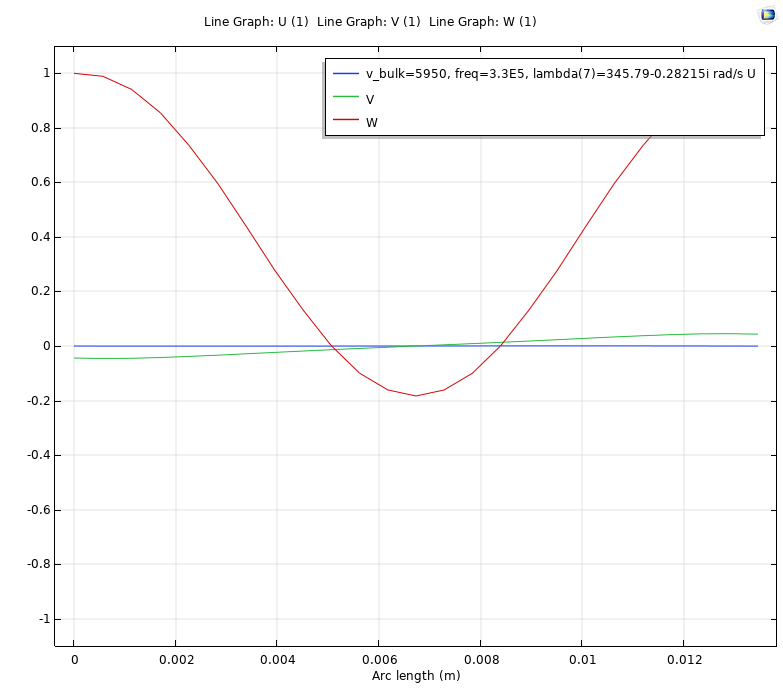 Line Graph: U (1)  Line Graph: V (1)  Line Graph: W (1)
v_bulk=5950, freq=3.3E5, lambda(7)=345.79-0.28215i rad/s U
V
W
1
0.8
0.6
0.4
0.2
0
-0.2
-0.4
-0.6
-0.8
-1
0 0.002 0.004 0.006 0.008 0.01 0.012
Arc length (m)